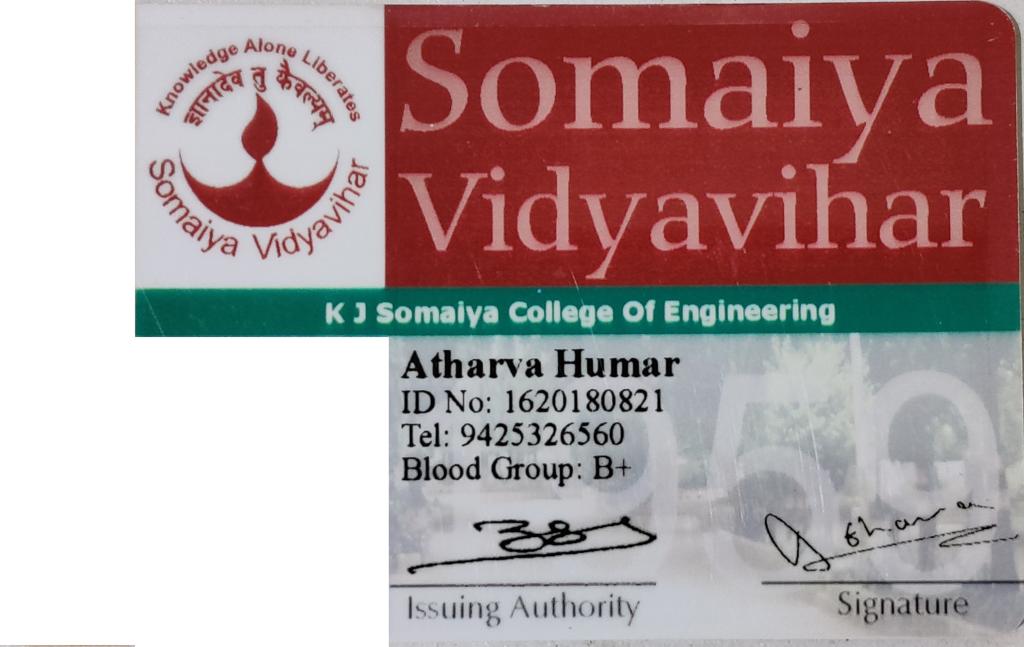 Knowledge Alone Liberates
ज्ञानादेव तु कैवल्यम्
Somaiya Vidyavihar
Somaiya
Vidyavihar
K J Somaiya College Of Engineering
Atharva Humar
ID No: 1620180821
Tel: 9425326560
Blood Group: B+
1959
Issuing Authority
Signature